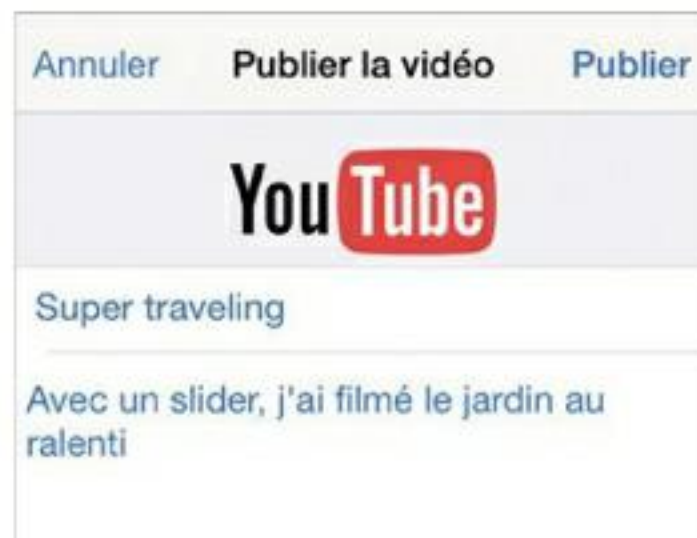 Annuler Publier la vidéo Publier
YouTube
Super traveling
Avec un slider, j'ai filmé le jardin au
ralenti